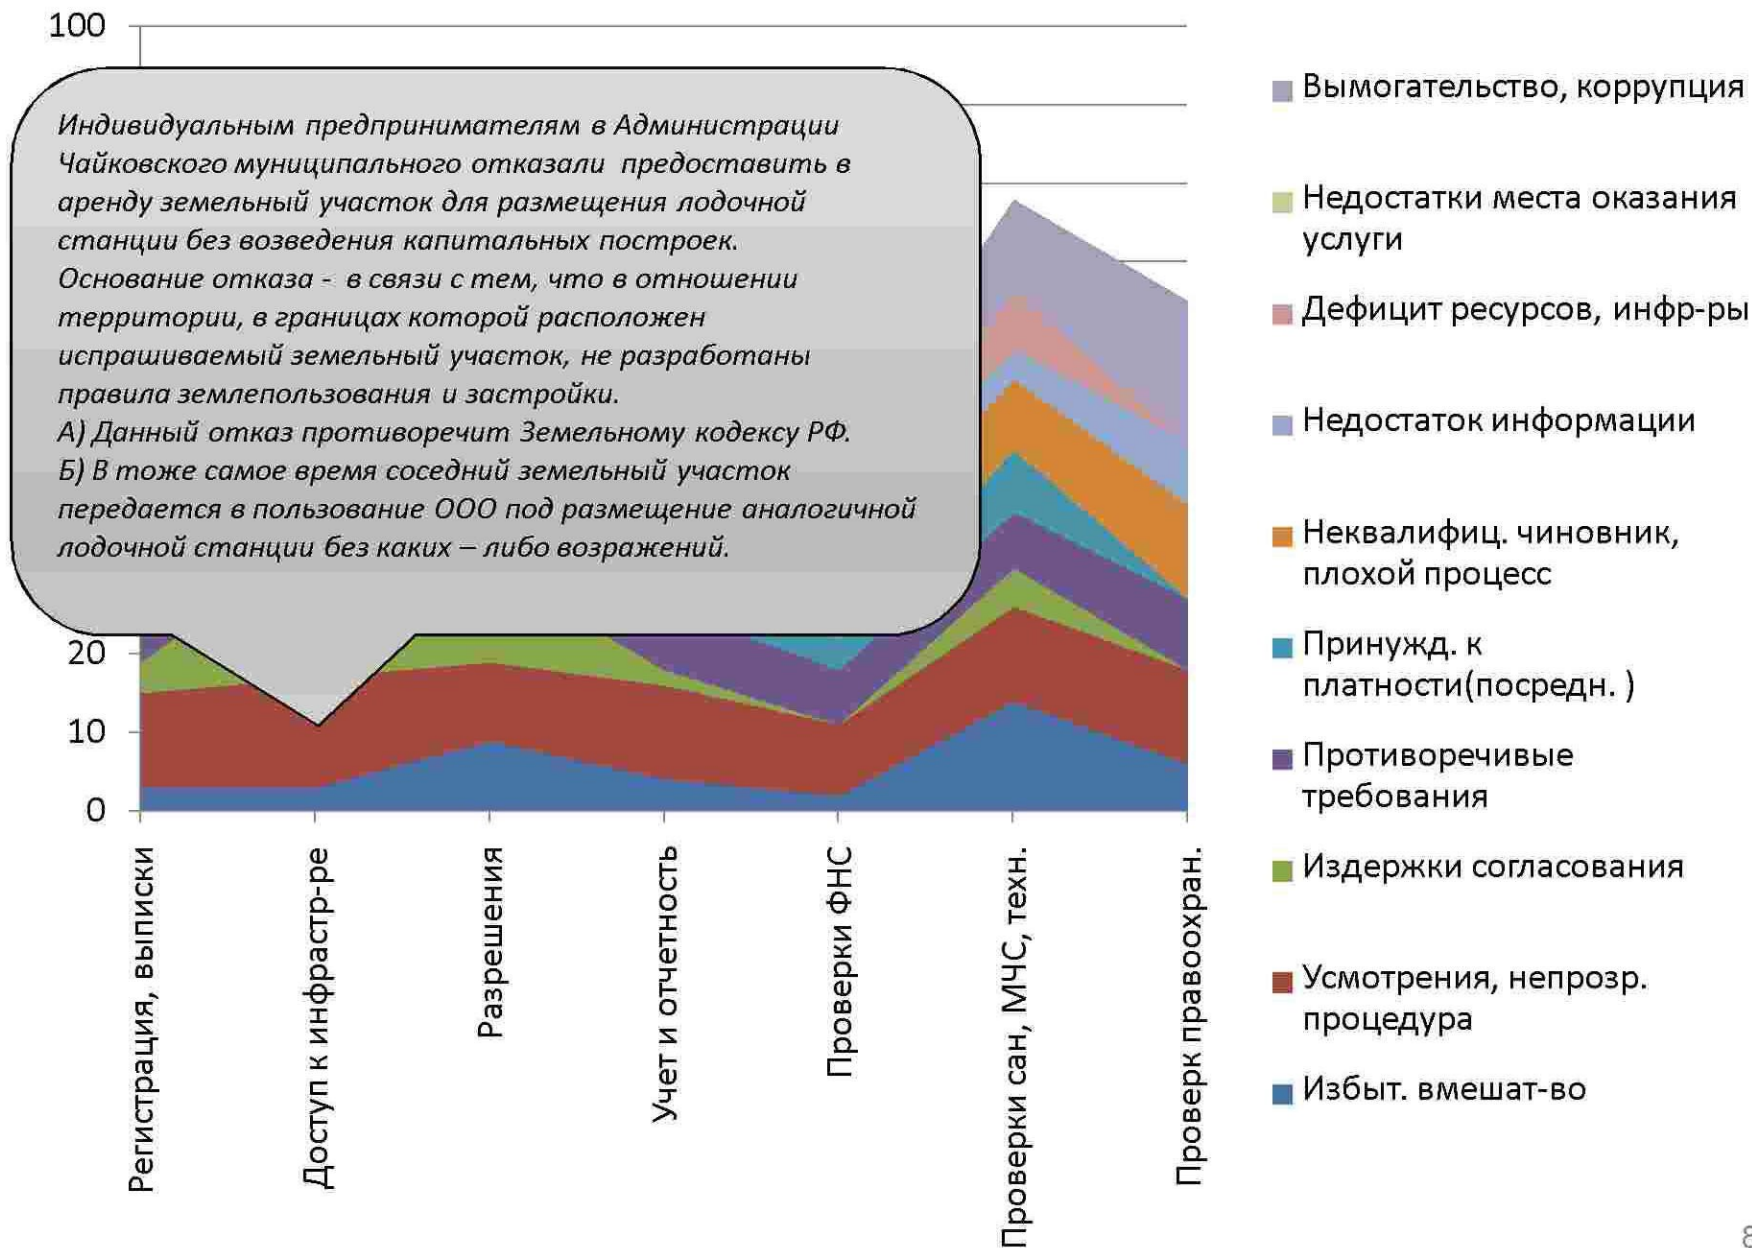 100
Индивидуальным предпринимателям в Администрации
Чайковского муниципального отказали предоставить в
аренду земельный участок для размещения лодочной
станции без возведения капитальных построек.
Основание отказа - в связи с тем, что в отношении
территории, в границах которой расположен
испрашиваемый земельный участок, не разработаны
правила землепользования и застройки.
А) Данный отказ противоречит Земельному кодексу РФ.
Б) В тоже самое время соседний земельный участок
передается в пользование ООО под размещение аналогичной
лодочной станции без каких – либо возражений.
20
10
0
Регистрация, выписки
Доступ к инфрастр-ре
Разрешения
Учет и отчетность
Проверки ФНС
Проверки сан, МЧС, техн.
Проверк правоохран.
Вымогательство, коррупция
Недостатки места оказания
услуги
Дефицит ресурсов, инфр-ры
Недостаток информации
Неквалифиц. чиновник,
плохой процесс
Принужд. к
платности(посредн. )
Противоречивые
требования
Издержки согласования
Усмотрения, непрозр.
процедура
Избыт. вмешат-во
8